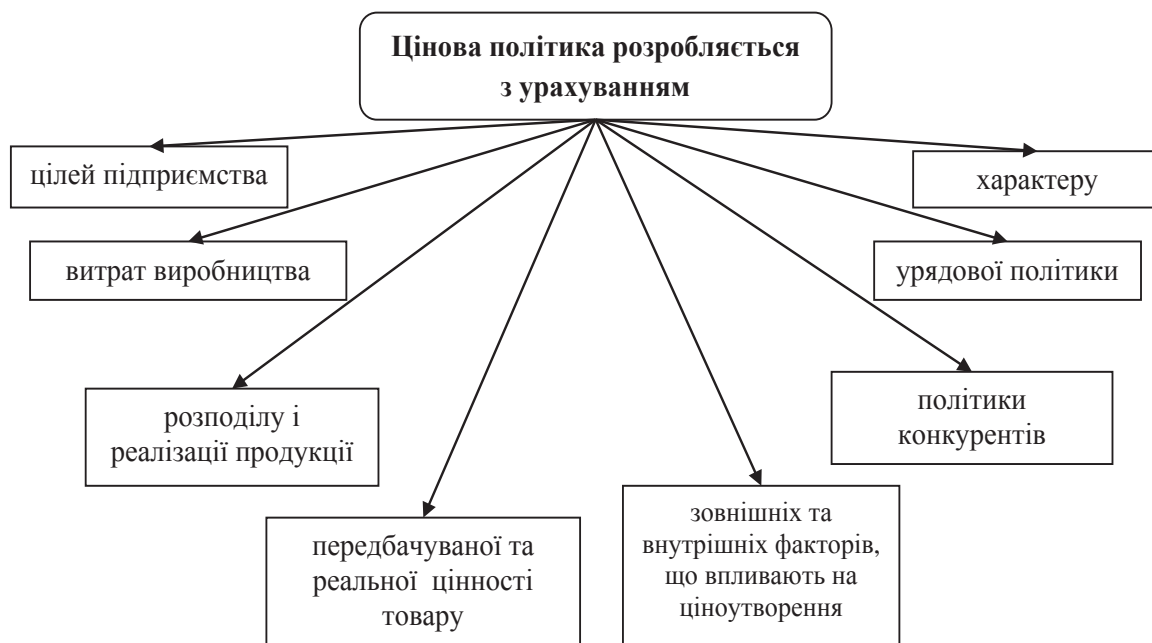 Цінова політика розробляється
з урахуванням
цілей підприємства
характеру
витрат виробництва
урядової політики
розподілу і
реалізації продукції
політики
конкурентів
передбачуваної та
реальної цінності
товару
зовнішніх та
внутрішніх факторів,
що впливають на
ціноутворення